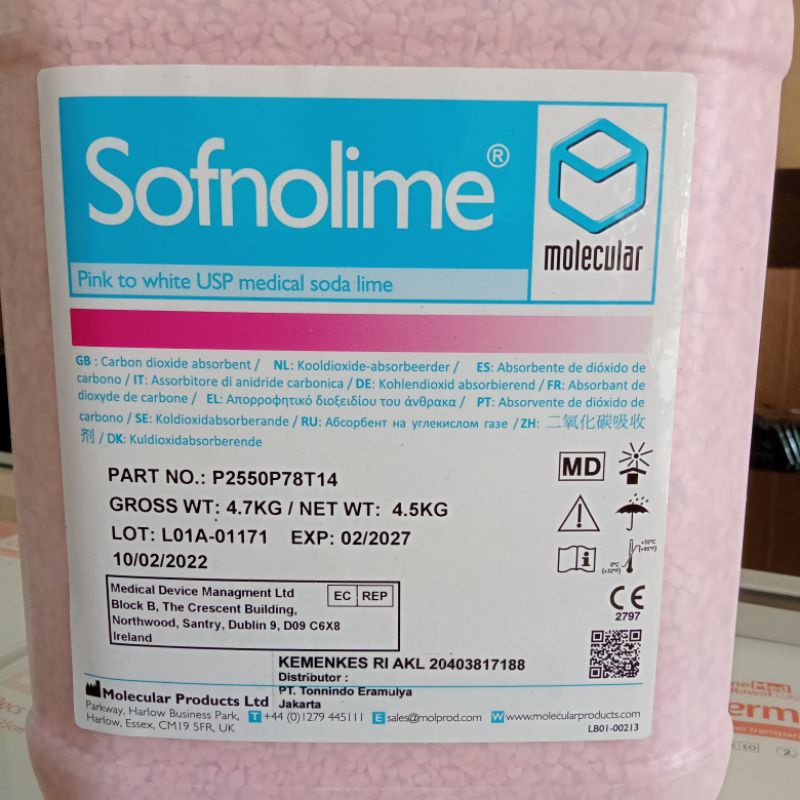 Sofnolime®
molecular
Pink to white USP medical soda lime
GB : Carbon dioxide absorbent / NL: Kooldioxide-absorbeerder / ES: Absorbente de dióxido de
carbono / IT: Assorbitore di anidride carbonica / DE: Kohlendioxid absorbierend / FR: Absorbant de
dioxyde de carbone / EL: Απορροφητικό διοξειδίου του άνθρακα / PT: Absorvente de dióxido de
carbono / SE: Koldioxidabsorberande / RU: Абсорбент на углекислом газе / ZH: 二氧化碳吸收
剂 / DK: Kuldioxidabsorberende
PART NO.: P2550P78T14
GROSS WT: 4.7KG / NET WT: 4.5KG
LOT: L01A-01171 EXP: 02/2027
10/02/2022
MD
+35°C
(+95°F)
0°C
(+32°F)
Medical Device Managment Ltd
Block B, The Crescent Building,
Northwood, Santry, Dublin 9, D09 C6X8
Ireland
EC REP
CE
2797
KEMENKES RI AKL 20403817188
Distributor :
PT. Tonnindo Eramulya
Jakarta
Molecular Products Ltd
Parkway, Harlow Business Park,
Harlow, Essex, CM19 5FR, UK
T +44 (0)1279 445111 E sales@molprod.com W www.molecularproducts.com
LB01-00213